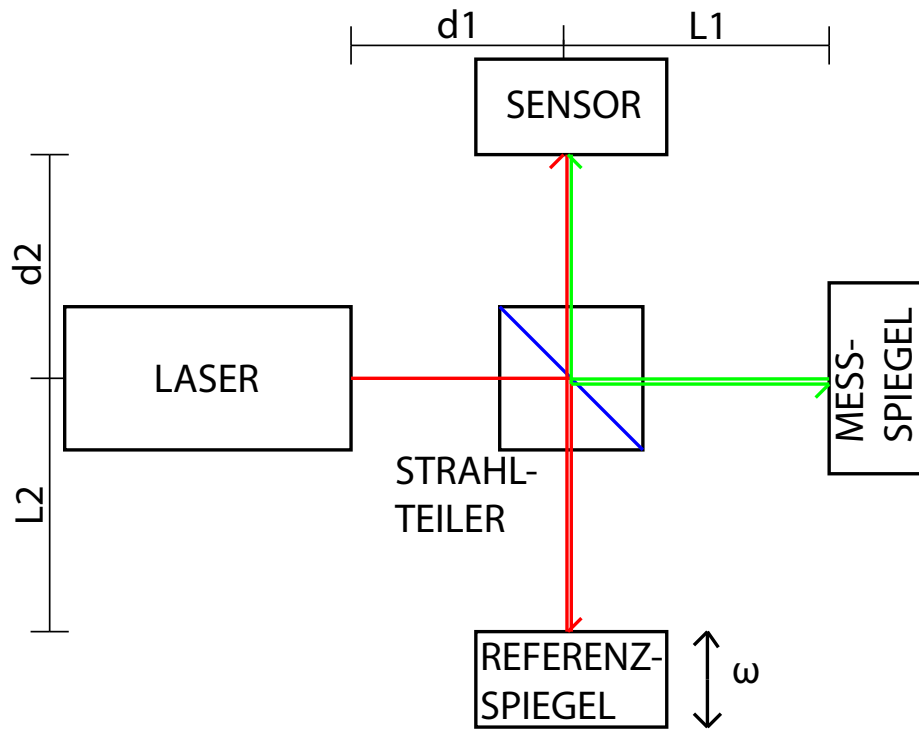 d1
L1
SENSOR
d2
LASER
MESS-
SPIEGEL
STRAHL-
TEILER
L2
REFERENZ-
SPIEGEL
ω